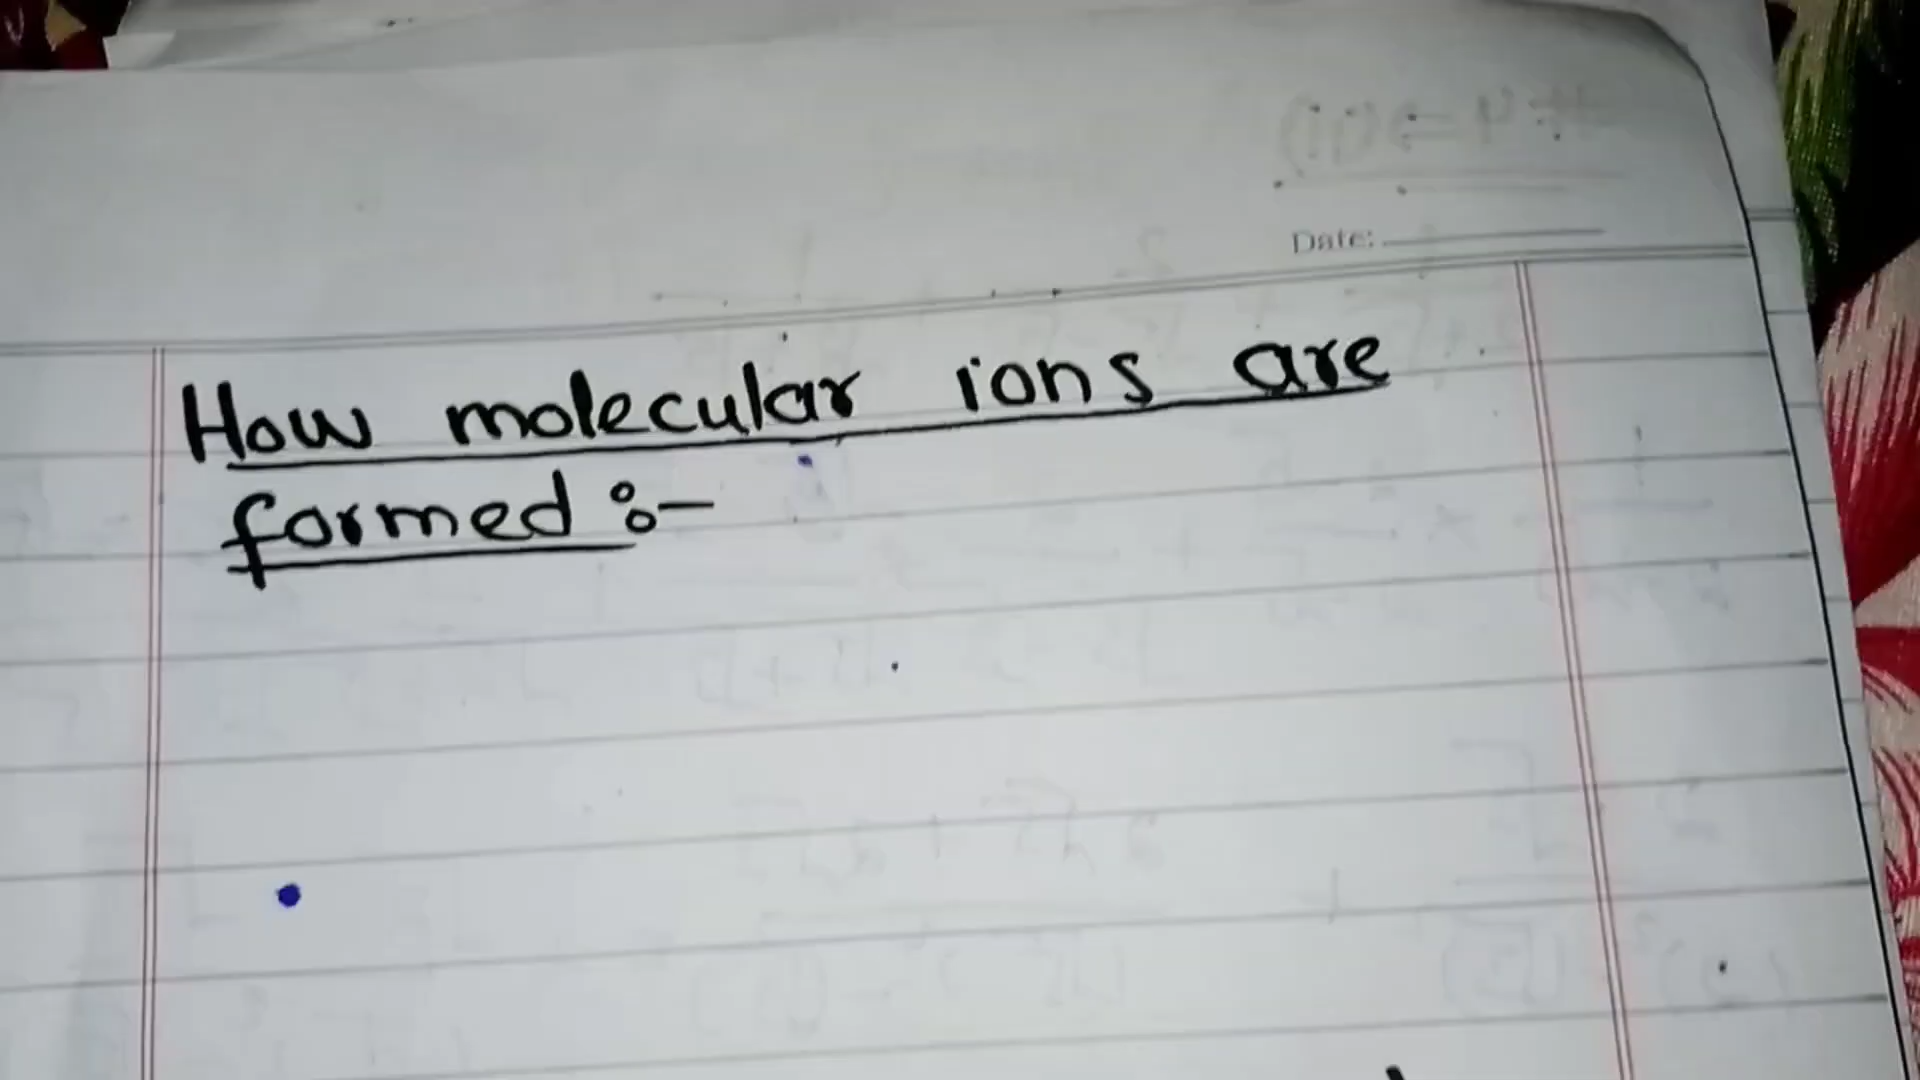 Date:
How molecular ions are
formed :-